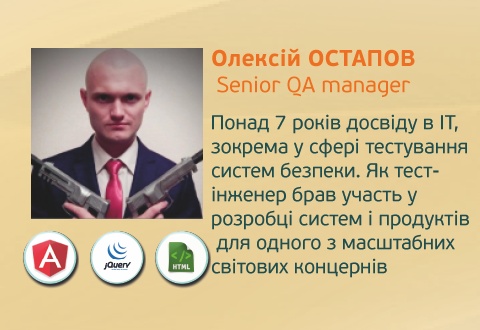 Олексій ОСТАПОВ
Senior QA manager
Понад 7 років досвіду в IT,
зокрема у сфері тестування
систем безпеки. Як тест-
інженер брав участь у
розробці систем і продуктів
для одного з масштабних
світових концернів
A
jQuery
HTML